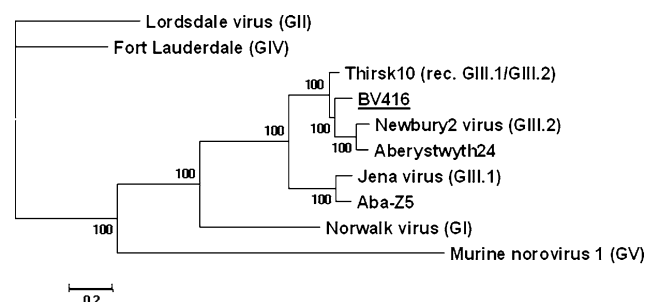 Lordsdale virus (GII)
Fort Lauderdale (GIV)
Thirsk10 (rec. GIII.1/GIII.2)
100
BV416
100
Newbury2 virus (GIII.2)
100
Aberystwyth24
100
Jena virus (GIII.1)
100
Aba-Z5
100
Norwalk virus (GI)
100
Murine norovirus 1 (GV)
0.2